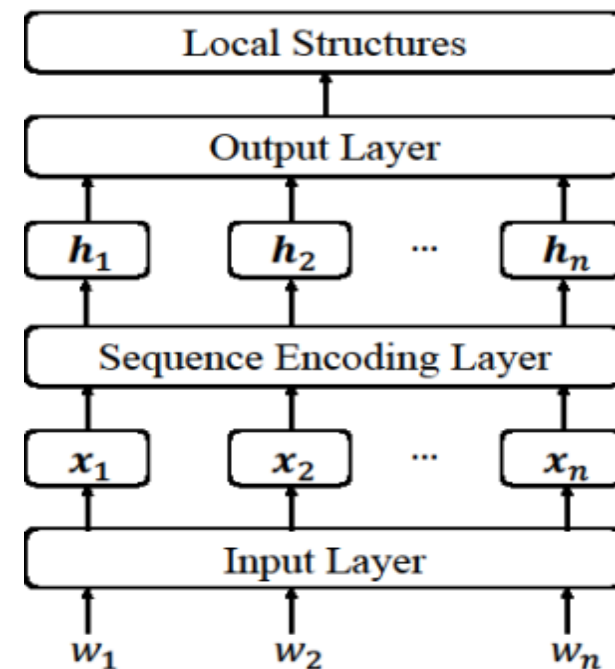 Local Structures
Output Layer
h₁ h₂ ... hₙ
Sequence Encoding Layer
x₁ x₂ ... xₙ
Input Layer
w₁ w₂ wₙ